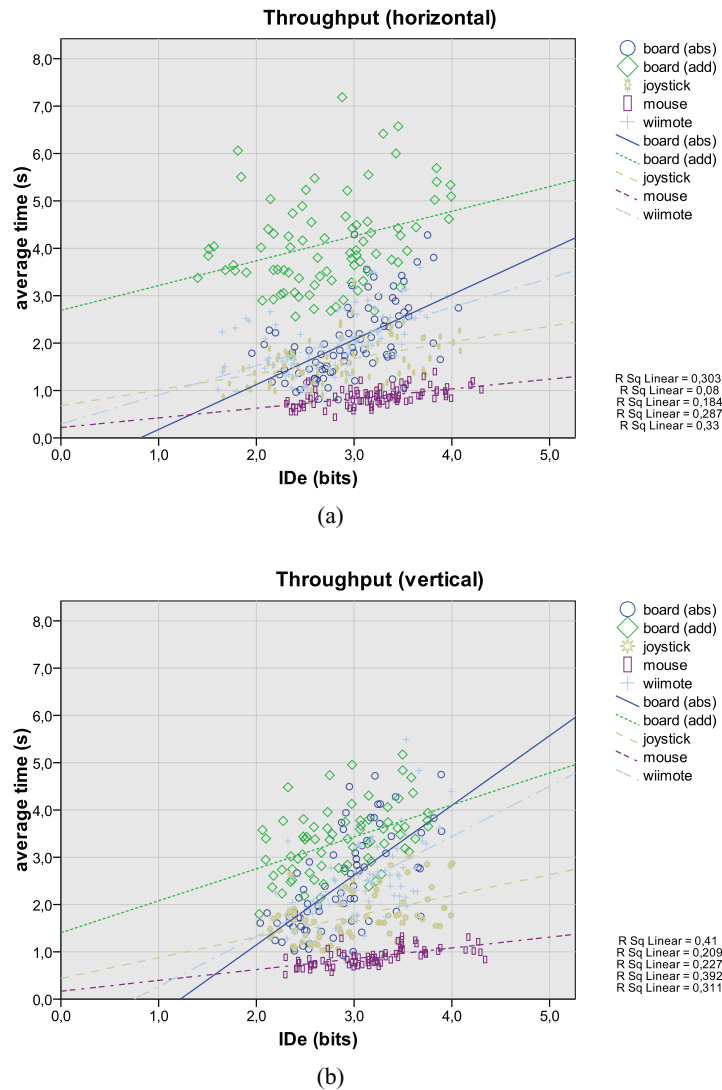 Throughput (horizontal)
8,0
7,0
6,0
5,0
4,0
3,0
2,0
1,0
0,0
average time (s)
0,0 1,0 2,0 3,0 4,0 5,0
IDe (bits)
board (abs)
board (add)
joystick
mouse
wiimote
board (abs)
board (add)
joystick
mouse
wiimote
R Sq Linear = 0,303
R Sq Linear = 0,08
R Sq Linear = 0,184
R Sq Linear = 0,287
R Sq Linear = 0,33
(a)
Throughput (vertical)
8,0
7,0
6,0
5,0
4,0
3,0
2,0
1,0
0,0
average time (s)
0,0 1,0 2,0 3,0 4,0 5,0
IDe (bits)
board (abs)
board (add)
joystick
mouse
wiimote
board (abs)
board (add)
joystick
mouse
wiimote
R Sq Linear = 0,41
R Sq Linear = 0,209
R Sq Linear = 0,227
R Sq Linear = 0,392
R Sq Linear = 0,311
(b)